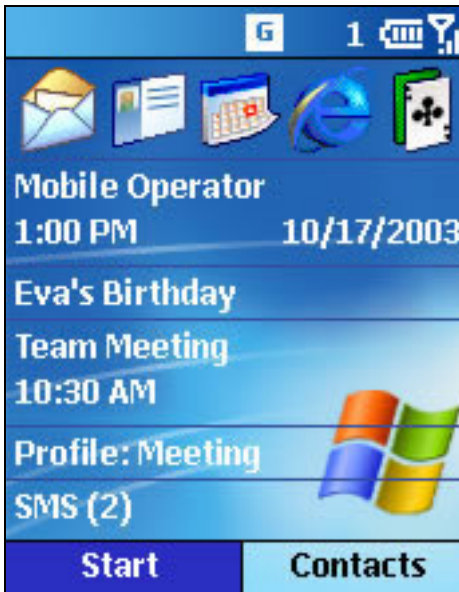 G 1
Mobile Operator
1:00 PM 10/17/2003
Eva's Birthday
Team Meeting
10:30 AM
Profile: Meeting
SMS (2)
Start Contacts